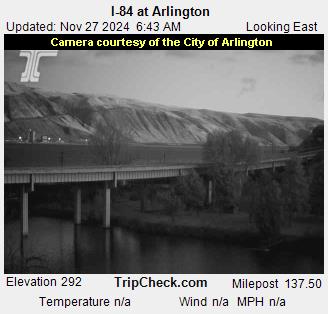 I-84 at Arlington
Updated: Nov 27 2024 6:43 AM Looking East
Camera courtesy of the City of Arlington
Elevation 292 TripCheck.com Milepost 137.50
Temperature n/a Wind n/a MPH n/a